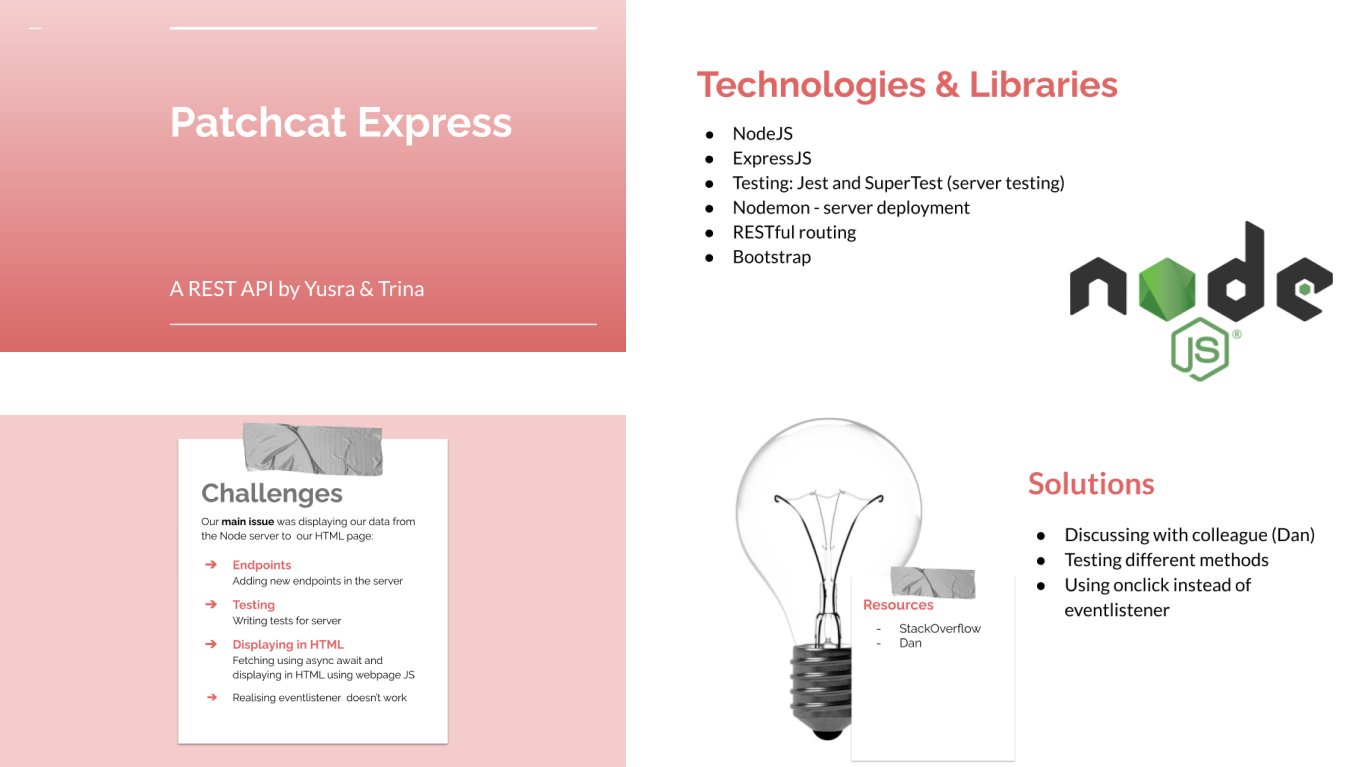 Patchcat Express
A REST API by Yusra & Trina
Technologies & Libraries
● NodeJS
● ExpressJS
● Testing: Jest and SuperTest (server testing)
● Nodemon - server deployment
● RESTful routing
● Bootstrap
node
JS®
Challenges
Our main issue was displaying our data from
the Node server to our HTML page:
➔ Endpoints
Adding new endpoints in the server
➔ Testing
Writing tests for server
➔ Displaying in HTML
Fetching using async await and
displaying in HTML using webpage JS
➔ Realising eventlistener doesn't work
Resources
- StackOverflow
- Dan
Solutions
● Discussing with colleague (Dan)
● Testing different methods
● Using onclick instead of
eventlistener